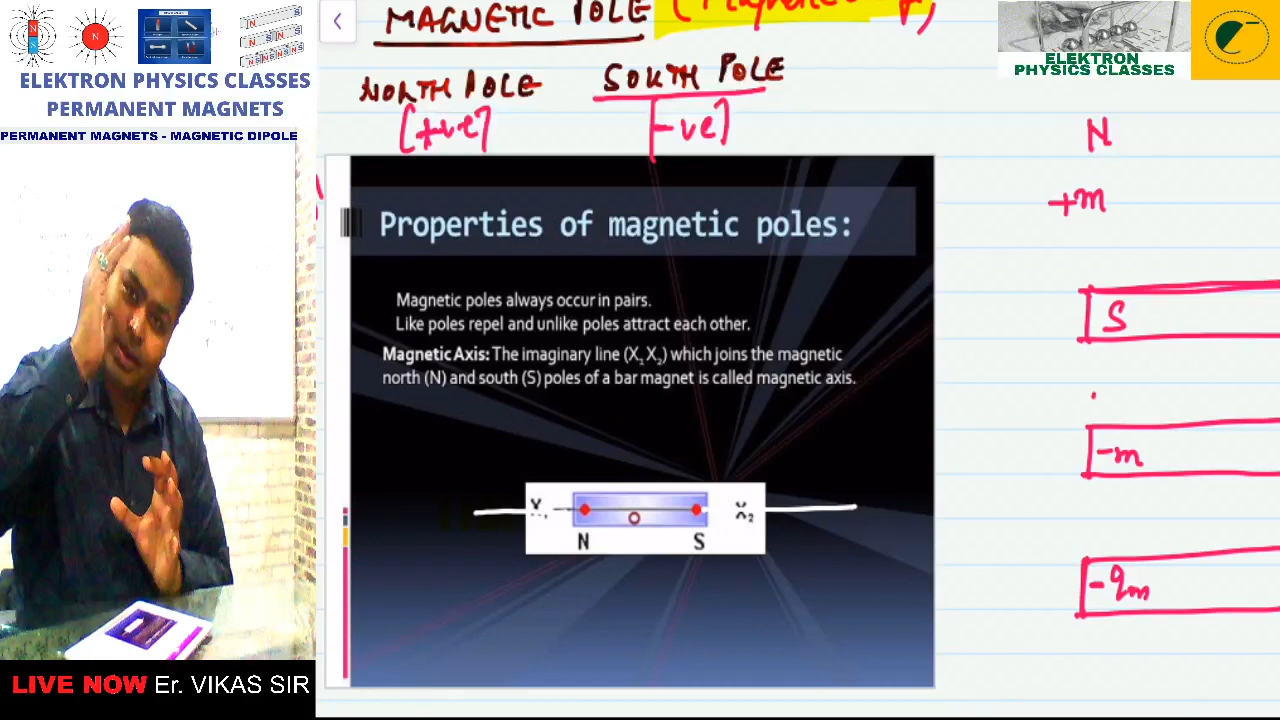 MAGNETIC POLE
NORTH POLE
[+ve]
SOUTH POLE
[-ve]
ELEKTRON PHYSICS CLASSES
PERMANENT MAGNETS
PERMANENT MAGNETS - MAGNETIC DIPOLE
ELEKTRON
PHYSICS CLASSES
N
+m
S
-m
-qm
Properties of magnetic poles:
Magnetic poles always occur in pairs.
Like poles repel and unlike poles attract each other.
Magnetic Axis: The imaginary line (X₁ X₂) which joins the magnetic
north (N) and south (S) poles of a bar magnet is called magnetic axis.
X₁ O X₂
N S
LIVE NOW Er. VIKAS SIR